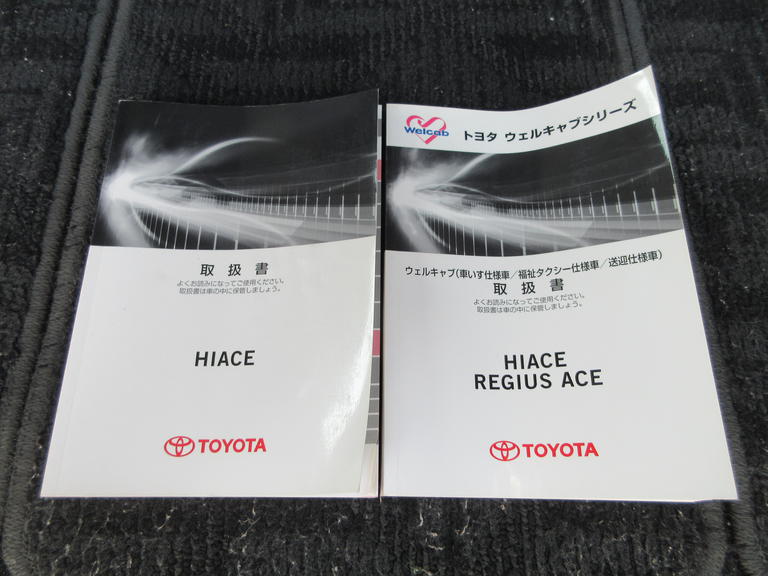 取扱書
よくお読みになってご使用ください。
取扱書は車の中に保管しましょう。
HIACE
TOYOTA
Welcab
トヨタ ウェルキャブシリーズ
ウェルキャブ(車いす仕様車/福祉タクシー仕様車/送迎仕様車)
取扱書
よくお読みになってご使用ください。
取扱書は車の中に保管しましょう。
HIACE
REGIUS ACE
TOYOTA